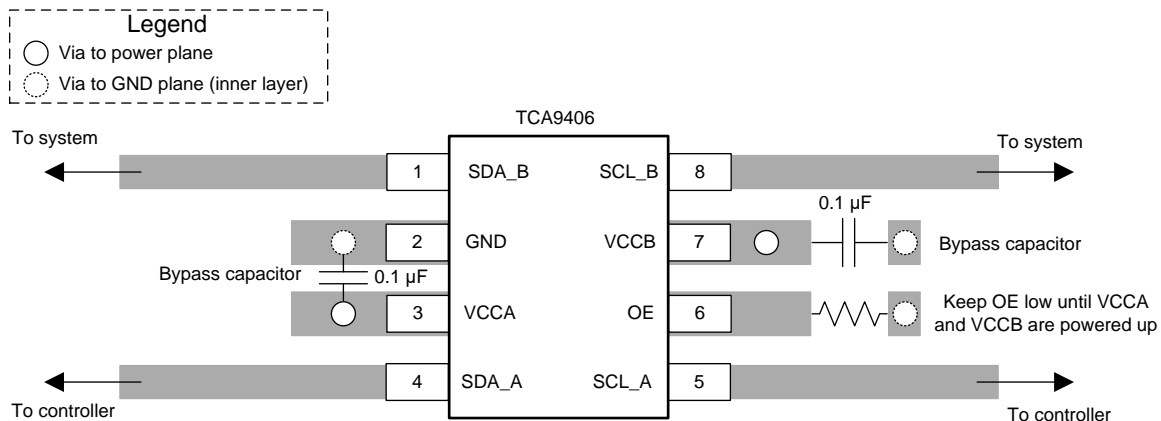 Legend
Via to power plane
Via to GND plane (inner layer)
TCA9406
To system
To system
1
SDA_B
SCL_B
8
0.1 µF
2
GND
VCCB
7
Bypass capacitor
Bypass capacitor
0.1 µF
3
VCCA
OE
6
Keep OE low until VCCA
and VCCB are powered up
4
SDA_A
SCL_A
5
To controller
To controller